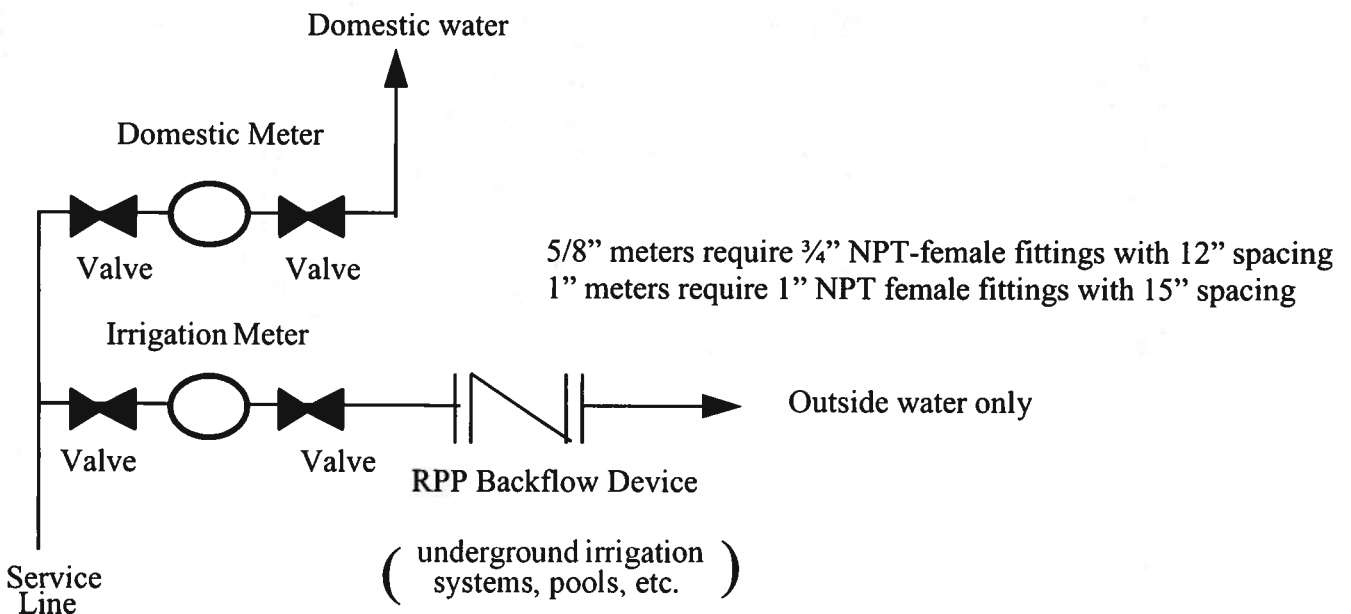 Domestic water
Domestic Meter
Valve
Valve
5/8” meters require ¾” NPT-female fittings with 12” spacing
1” meters require 1” NPT female fittings with 15” spacing
Irrigation Meter
Outside water only
Valve
Valve
RPP Backflow Device
( underground irrigation
systems, pools, etc. )
Service
Line